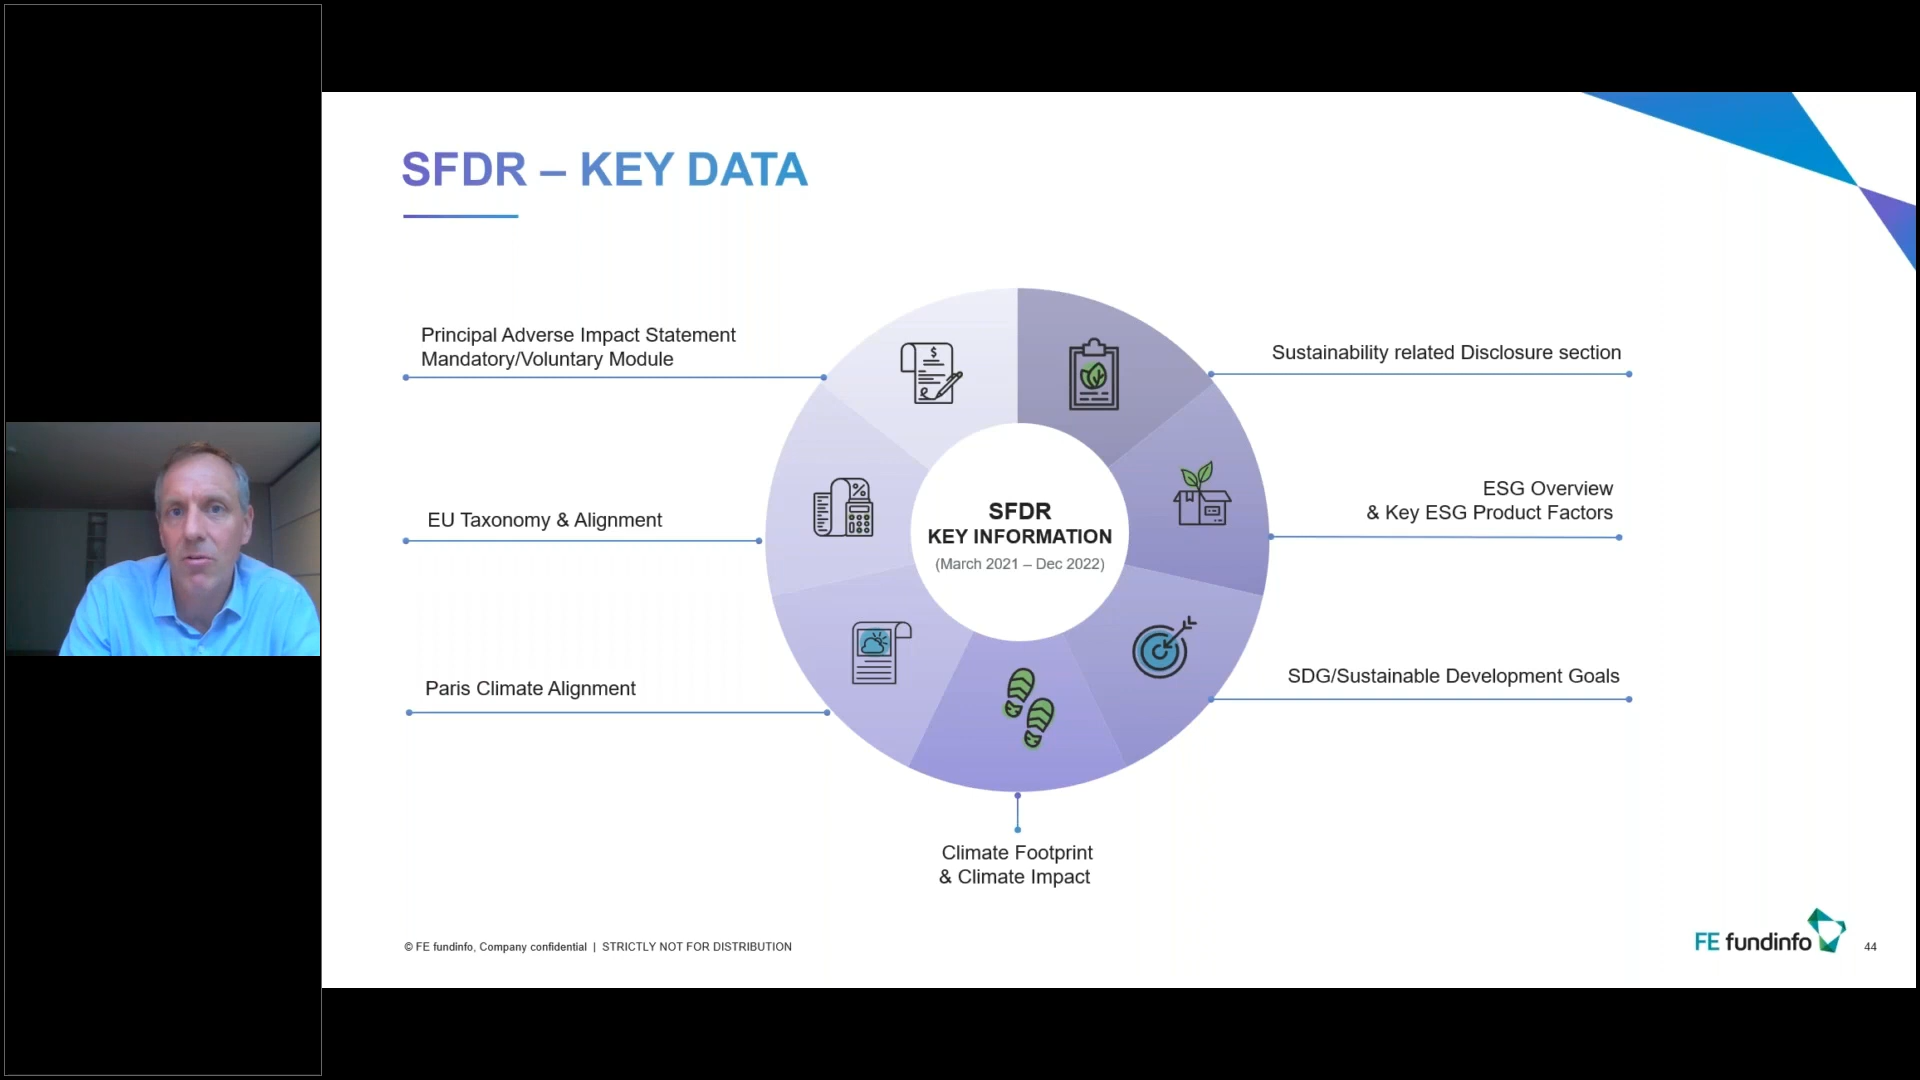 SFDR – KEY DATA
Principal Adverse Impact Statement
Mandatory/Voluntary Module
Sustainability related Disclosure section
$
%
EU Taxonomy & Alignment
SFDR
KEY INFORMATION
(March 2021 – Dec 2022)
ESG Overview
& Key ESG Product Factors
Paris Climate Alignment
SDG/Sustainable Development Goals
Climate Footprint
& Climate Impact
© FE fundinfo, Company confidential | STRICTLY NOT FOR DISTRIBUTION
FE fundinfo
44